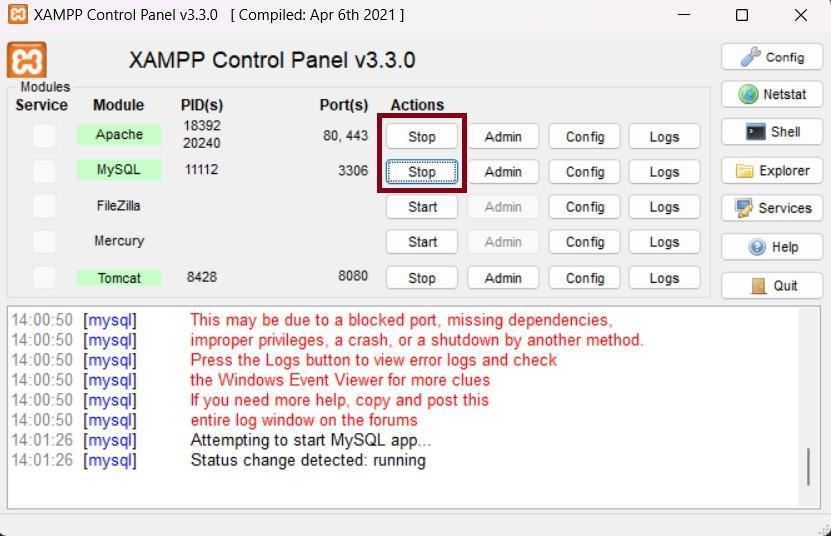 XAMPP Control Panel v3.3.0 [ Compiled: Apr 6th 2021 ]
XAMPP Control Panel v3.3.0
Config
Modules
Service Module PID(s) Port(s) Actions
Netstat
Apache 18392 20240 80, 443 Stop Admin Config Logs
Shell
MySQL 11112 3306 Stop Admin Config Logs
Explorer
FileZilla Start Admin Config Logs
Services
Mercury Start Admin Config Logs
Help
Tomcat 8428 8080 Stop Admin Config Logs
Quit
14:00:50 [mysql] This may be due to a blocked port, missing dependencies,
14:00:50 [mysql] improper privileges, a crash, or a shutdown by another method.
14:00:50 [mysql] Press the Logs button to view error logs and check
14:00:50 [mysql] the Windows Event Viewer for more clues
14:00:50 [mysql] If you need more help, copy and post this
14:00:50 [mysql] entire log window on the forums
14:01:26 [mysql] Attempting to start MySQL app...
14:01:26 [mysql] Status change detected: running